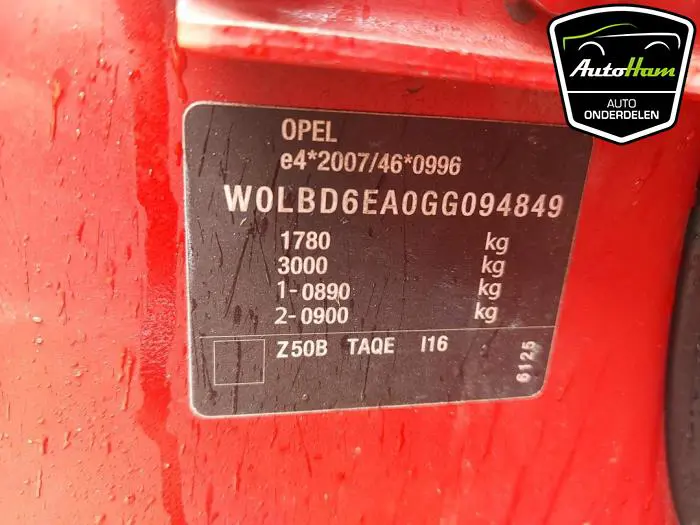 AutoHam
AUTO
ONDERDELEN
OPEL
e4*2007/46*0996
W0LBD6EA0GG094849
1780 kg
3000 kg
1-0890 kg
2-0900 kg
Z50B TAQE I16
6125